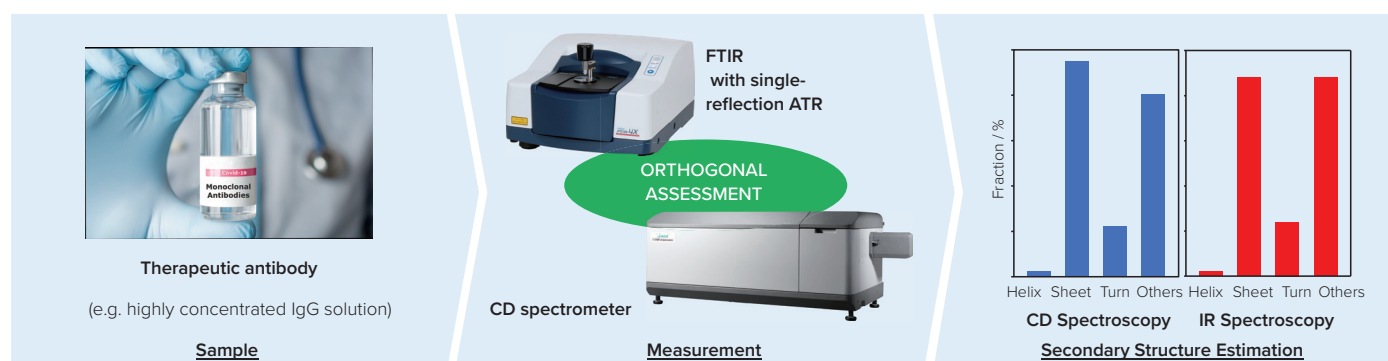 Covid-19
Monoclonal
Antibodies
Therapeutic antibody
(e.g. highly concentrated IgG solution)
Sample
FTIR
with single-
reflection ATR
4X
ORTHOGONAL
ASSESSMENT
CD spectrometer
Measurement
Fraction / %
Helix Sheet Turn Others Helix Sheet Turn Others
CD Spectroscopy IR Spectroscopy
Secondary Structure Estimation